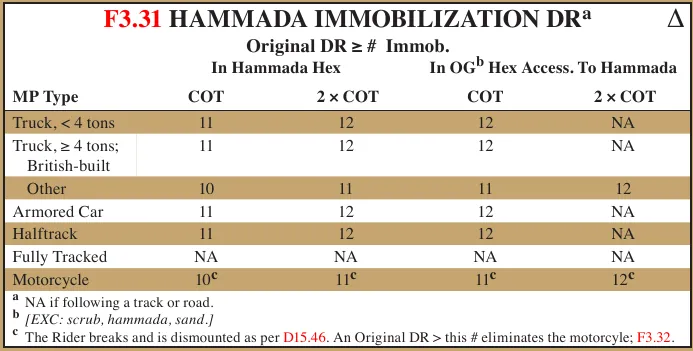 F3.31 HAMMADA IMMOBILIZATION DRa Δ
Original DR ≥ # Immob.
In Hammada Hex In OGb Hex Access. To Hammada
MP Type COT 2 × COT COT 2 × COT
Truck, < 4 tons 11 12 12 NA
Truck, ≥ 4 tons; 11 12 12 NA
British-built
Other 10 11 11 12
Armored Car 11 12 12 NA
Halftrack 11 12 12 NA
Fully Tracked NA NA NA NA
Motorcycle 10c 11c 11c 12c
a NA if following a track or road.
b [EXC: scrub, hammada, sand.]
c The Rider breaks and is dismounted as per D15.46. An Original DR > this # eliminates the motorcyle; F3.32.